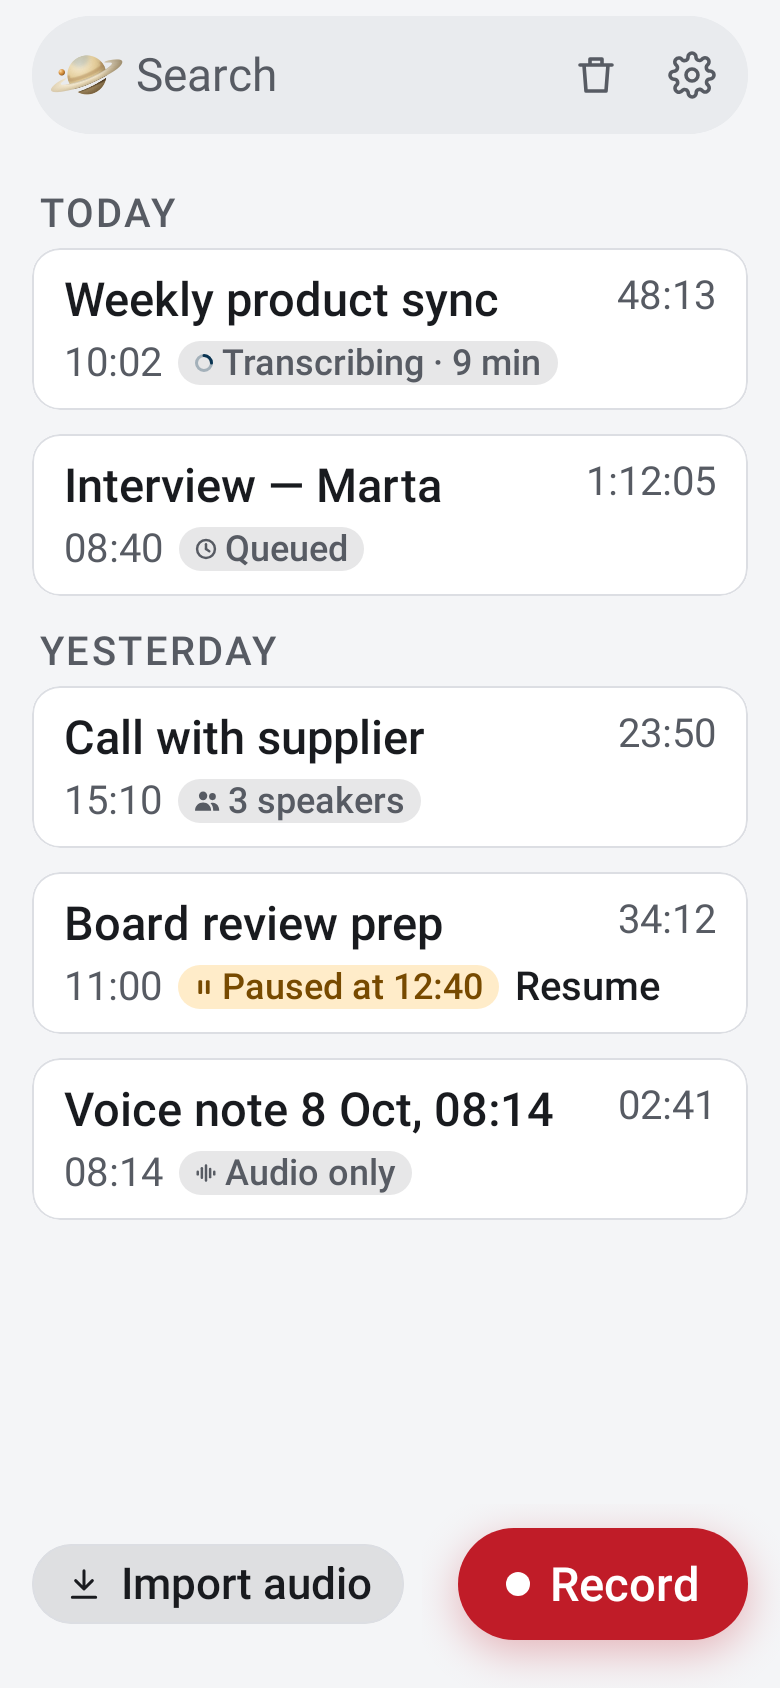 Search
TODAY
Weekly product sync 48:13
10:02 Transcribing · 9 min
Interview — Marta 1:12:05
08:40 Queued
YESTERDAY
Call with supplier 23:50
15:10 3 speakers
Board review prep 34:12
11:00 Paused at 12:40 Resume
Voice note 8 Oct, 08:14 02:41
08:14 Audio only
Import audio Record